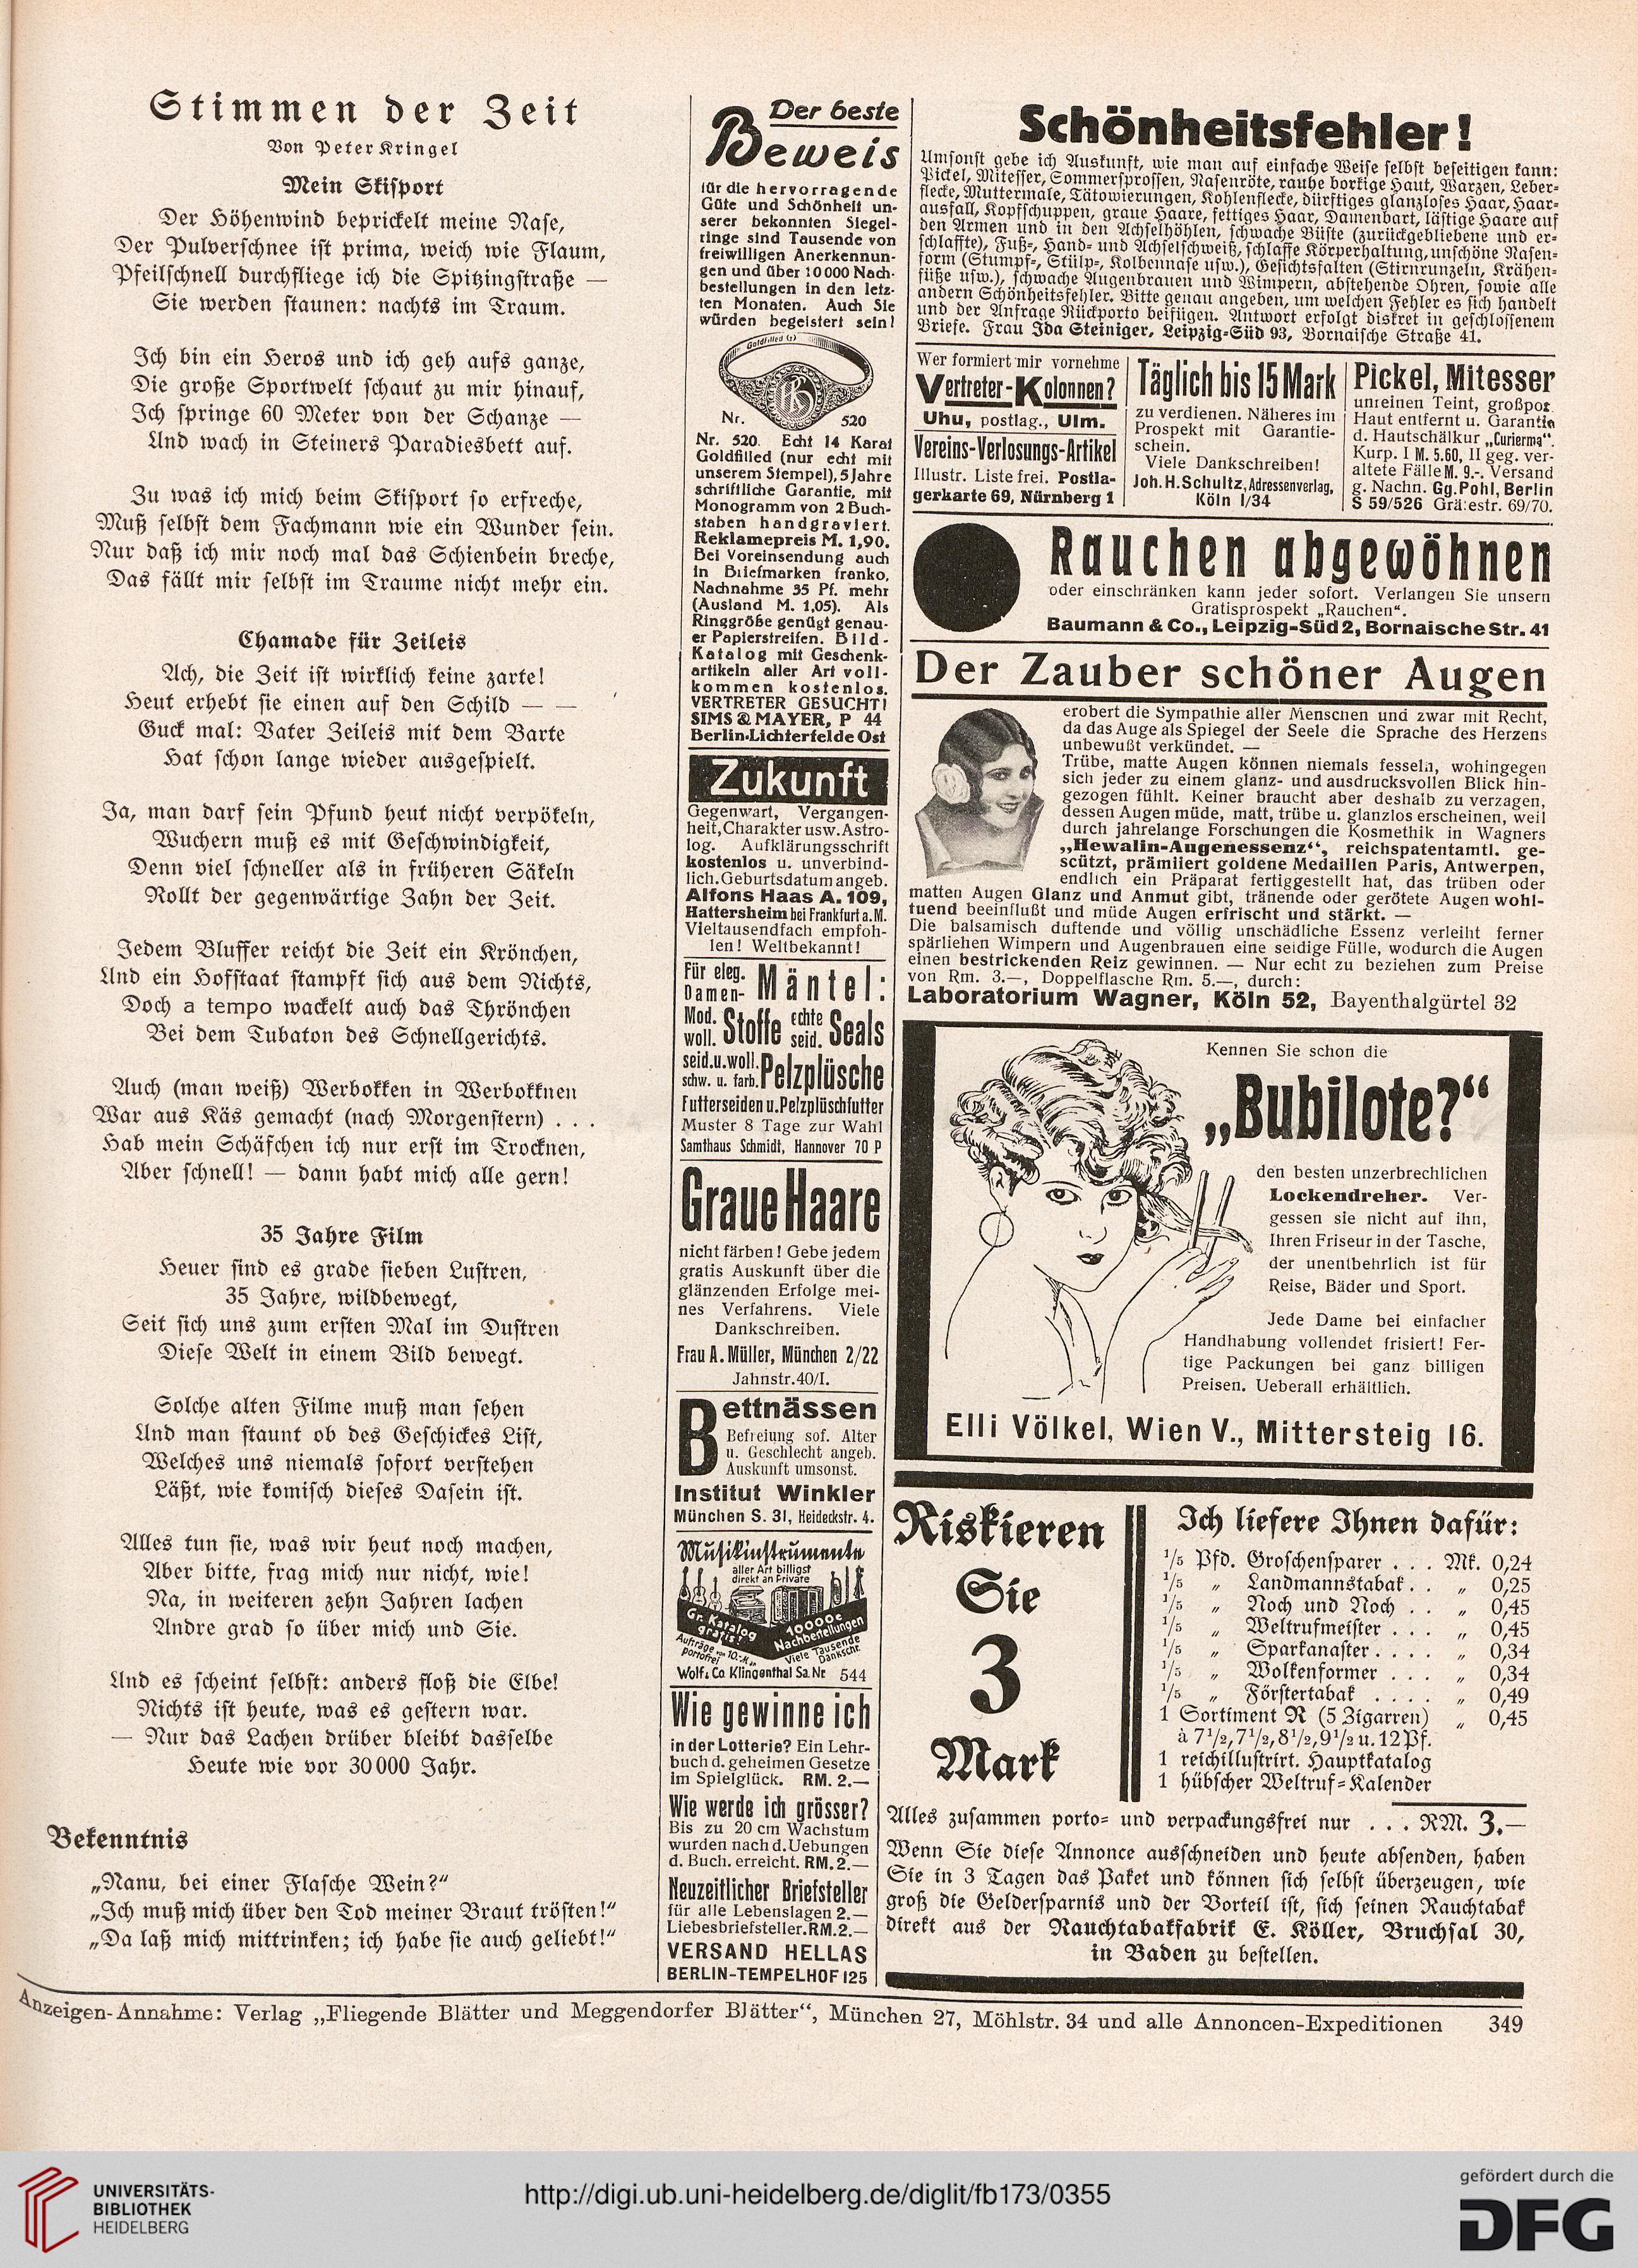 Stimmen der Zeit
Von Peter Kringel
Mein Skisport
Der Höhenwind beprickelt meine Nase,
Der Pulverschnee ist prima, weich wie Flaum,
Pfeilschnell durchfliege ich die Spitzingstraße —
Sie werden staunen: nachts im Traum.
Ich bin ein Heros und ich geh aufs ganze,
Die große Sportwelt schaut zu mir hinauf,
Ich springe 60 Meter von der Schanze —
Und wach in Steiners Paradiesbett auf.
Zu was ich mich beim Skisport so erfreche,
Muß selbst dem Fachmann wie ein Wunder sein.
Nur daß ich mir noch mal das Schienbein breche,
Das fällt mir selbst im Traume nicht mehr ein.
Chamade für Zeileis
Ach, die Zeit ist wirklich keine zarte!
Heut erhebt sie einen auf den Schild — —
Guck mal: Vater Zeileis mit dem Barte
Hat schon lange wieder ausgespielt.
Ja, man darf sein Pfund heut nicht verpökeln,
Wuchern muß es mit Geschwindigkeit,
Denn viel schneller als in früheren Säkeln
Rollt der gegenwärtige Zahn der Zeit.
Jedem Bluffer reicht die Zeit ein Krönchen,
Und ein Hofstaat stampft sich aus dem Nichts,
Doch a tempo wackelt auch das Thrönchen
Bei dem Tubaton des Schnellgerichts.
Auch (man weiß) Werbokken in Werbokknen
War aus Käs gemacht (nach Morgenstern) . . .
Hab mein Schäfchen ich nur erst im Trocknen,
Aber schnell! — dann habt mich alle gern!
35 Jahre Film
Heuer sind es grade sieben Lustren,
35 Jahre, wildbewegt,
Seit sich uns zum ersten Mal im Dustren
Diese Welt in einem Bild bewegt.
Solche alten Filme muß man sehen
Und man staunt ob des Geschickes List,
Welches uns niemals sofort verstehen
Läßt, wie komisch dieses Dasein ist.
Alles tun sie, was wir heut noch machen,
Aber bitte, frag mich nur nicht, wie!
Na, in weiteren zehn Jahren lachen
Andre grad so über mich und Sie.
Und es scheint selbst: anders floß die Elbe!
Nichts ist heute, was es gestern war.
— Nur das Lachen drüber bleibt dasselbe
Heute wie vor 30000 Jahr.
Bekenntnis
„Nanu, bei einer Flasche Wein?“
„Ich muß mich über den Tod meiner Braut trösten!“
„Da laß mich mittrinken; ich habe sie auch geliebt!“
Der beste
Beweis
für die hervorragende
Güte und Schönheit un-
serer bekannten Siegel-
ringe sind Tausende von
freiwilligen Anerkennun-
gen und über 10000 Nach-
bestellungen in den letz-
ten Monaten. Auch Sie
würden begeistert sein!
Goldfilled
Nr. 520
Nr. 520. Echt 14 Karat
Goldfilled (nur echt mit
unserem Stempel), 5 Jahre
schriftliche Garantie, mit
Monogramm von 2 Buch-
staben handgraviert.
Reklamepreis M. 1,90.
Bei Voreinsendung auch
in Briefmarken franko,
Nachnahme 35 Pf. mehr
(Ausland M. 1,05). Als
Ringgröße genügt genau-
er Papierstreifen. Bild-
Katalog mit Geschenk-
artikeln aller Art voll-
kommen kostenlos.
VERTRETER GESUCHT!
SIMS & MAYER, P 44
Berlin-Lichterfelde Ost
Zukunft
Gegenwart, Vergangen-
heit, Charakter usw. Astro-
log. Aufklärungsschrift
kostenlos u. unverbind-
lich. Geburtsdatum angeb.
Alfons Haas A. 109,
Hattersheim bei Frankfurt a.M.
Vieltausendfach empfoh-
len! Weltbekannt!
Für eleg. Damen- Mäntel:
Mod. woll. Stoffe echte seid. Seals
seid.u.woll. schw. u. farb. Pelzplüsche
Futterseiden u. Pelzplüschfutter
Muster 8 Tage zur Wahl
Samthaus Schmidt, Hannover 70 P
Graue Haare
nicht färben! Gebe jedem
gratis Auskunft über die
glänzenden Erfolge mei-
nes Verfahrens. Viele
Dankschreiben.
Frau A. Müller, München 2/22
Jahnstr. 40/I.
Bettnässen
Befreiung sof. Alter
u. Geschlecht angeb.
Auskunft umsonst.
Institut Winkler
München S. 31, Heideckstr. 4.
Musikinstrumente
aller Art billigst
direkt an Private
Gr. Katalog gratis!
10000e Nachbestellungen
Aufträge von 10.-M. an portofrei
Viele Tausende Dankschr.
Wolf & Co Klingenthal Sa. Nr 544
Wie gewinne ich
in der Lotterie? Ein Lehr-
buch d. geheimen Gesetze
im Spielglück. RM. 2.—
Wie werde ich grösser?
Bis zu 20 cm Wachstum
wurden nach d. Uebungen
d. Buch. erreicht. RM. 2.—
Neuzeitlicher Briefsteller
für alle Lebenslagen 2.—
Liebesbriefsteller. RM. 2.—
VERSAND HELLAS
BERLIN-TEMPELHOF 125
Schönheitsfehler!
Umsonst gebe ich Auskunft, wie man auf einfache Weise selbst beseitigen kann:
Pickel, Mitesser, Sommersprossen, Nasenröte, rauhe borkige Haut, Warzen, Leber-
flecke, Muttermale, Tätowierungen, Kohlenflecke, dürftiges glanzloses Haar, Haar-
ausfall, Kopfschuppen, graue Haare, fettiges Haar, Damenbart, lästige Haare auf
den Armen und in den Achselhöhlen, schwache Büste (zurückgebliebene und er-
schlaffte), Fuß-, Hand- und Achselschweiß, schlaffe Körperhaltung, unschöne Nasen-
form (Stumpf-, Stülp-, Kolbennase usw.), Gesichtsfalten (Stirnrunzeln, Krähen-
füße usw.), schwache Augenbrauen und Wimpern, abstehende Ohren, sowie alle
andern Schönheitsfehler. Bitte genau angeben, um welchen Fehler es sich handelt
und der Anfrage Rückporto beifügen. Antwort erfolgt diskret in geschlossenem
Briefe. Frau Ida Steiniger, Leipzig-Süd 93, Bornaische Straße 41.
Wer formiert mir vornehme
Vertreter-Kolonnen?
Uhu, postlag., Ulm.
Vereins-Verlosungs-Artikel
Illustr. Liste frei. Postla-
gerkarte 69, Nürnberg 1
Täglich bis 15 Mark
zu verdienen. Näheres im
Prospekt mit Garantie-
schein.
Viele Dankschreiben!
Joh. H. Schultz, Adressenverlag,
Köln I/34
Pickel, Mitesser
unreinen Teint, großpor.
Haut entfernt u. Garantie
d. Hautschälkur „Curierma“.
Kurp. I M. 5.60, II geg. ver-
altete Fälle M. 9.-. Versand
g. Nachn. Gg. Pohl, Berlin
S 59/526 Gräfestr. 69/70.
Rauchen abgewöhnen
oder einschränken kann jeder sofort. Verlangen Sie unsern
Gratisprospekt „Rauchen“.
Baumann & Co., Leipzig-Süd 2, Bornaische Str. 41
Der Zauber schöner Augen
erobert die Sympathie aller Menschen und zwar mit Recht,
da das Auge als Spiegel der Seele die Sprache des Herzens
unbewußt verkündet. —
Trübe, matte Augen können niemals fesseln, wohingegen
sich jeder zu einem glanz- und ausdrucksvollen Blick hin-
gezogen fühlt. Keiner braucht aber deshalb zu verzagen,
dessen Augen müde, matt, trübe u. glanzlos erscheinen, weil
durch jahrelange Forschungen die Kosmethik in Wagners
„Hewalin-Augenessenz“, reichspatentamtl. ge-
scützt, prämiiert goldene Medaillen Paris, Antwerpen,
endlich ein Präparat fertiggestellt hat, das trüben oder
matten Augen Glanz und Anmut gibt, tränende oder gerötete Augen wohl-
tuend beeinflußt und müde Augen erfrischt und stärkt. —
Die balsamisch duftende und völlig unschädliche Essenz verleiht ferner
spärliehen Wimpern und Augenbrauen eine seidige Fülle, wodurch die Augen
einen bestrickenden Reiz gewinnen. — Nur echt zu beziehen zum Preise
von Rm. 3.—, Doppelflasche Rm. 5.—, durch:
Laboratorium Wagner, Köln 52, Bayenthalgürtel 32
Kennen Sie schon die
„Bubilote?“
den besten unzerbrechlichen
Lockendreher. Ver-
gessen sie nicht auf ihn,
Ihren Friseur in der Tasche,
der unentbehrlich ist für
Reise, Bäder und Sport.
Jede Dame bei einfacher
Handhabung vollendet frisiert! Fer-
tige Packungen bei ganz billigen
Preisen. Ueberall erhältlich.
Elli Völkel, Wien V., Mittersteig 16.
Riskieren
Sie
3
Mark
Ich liefere Ihnen dafür:
1/5 Pfd. Groschensparer . . . Mk. 0,24
1/5 „ Landmannstabak . . „ 0,25
1/5 „ Noch und Noch . . „ 0,45
1/5 „ Weltrufmeister . . . „ 0,45
1/5 „ Sparkanaster . . . . „ 0,34
1/5 „ Wolkenformer . . . „ 0,34
1/5 „ Förstertabak . . . . „ 0,49
1 Sortiment R (5 Zigarren) „ 0,45
à 7 1/2, 7 1/2, 8 1/2, 9 1/2 u. 12 Pf.
1 reichillustrirt. Hauptkatalog
1 hübscher Weltruf-Kalender
Alles zusammen porto- und verpackungsfrei nur . . . RM. 3.—
Wenn Sie diese Annonce ausschneiden und heute absenden, haben
Sie in 3 Tagen das Paket und können sich selbst überzeugen, wie
groß die Geldersparnis und der Vorteil ist, sich seinen Rauchtabak
direkt aus der Rauchtabakfabrik E. Köller, Bruchsal 30,
in Baden zu bestellen.
Anzeigen-Annahme: Verlag „Fliegende Blätter und Meggendorfer Blätter“, München 27, Möhlstr. 34 und alle Annoncen-Expeditionen 349
UNIVERSITÄTS-
BIBLIOTHEK
HEIDELBERG
http://digi.ub.uni-heidelberg.de/diglit/fb173/0355
gefördert durch die
DFG